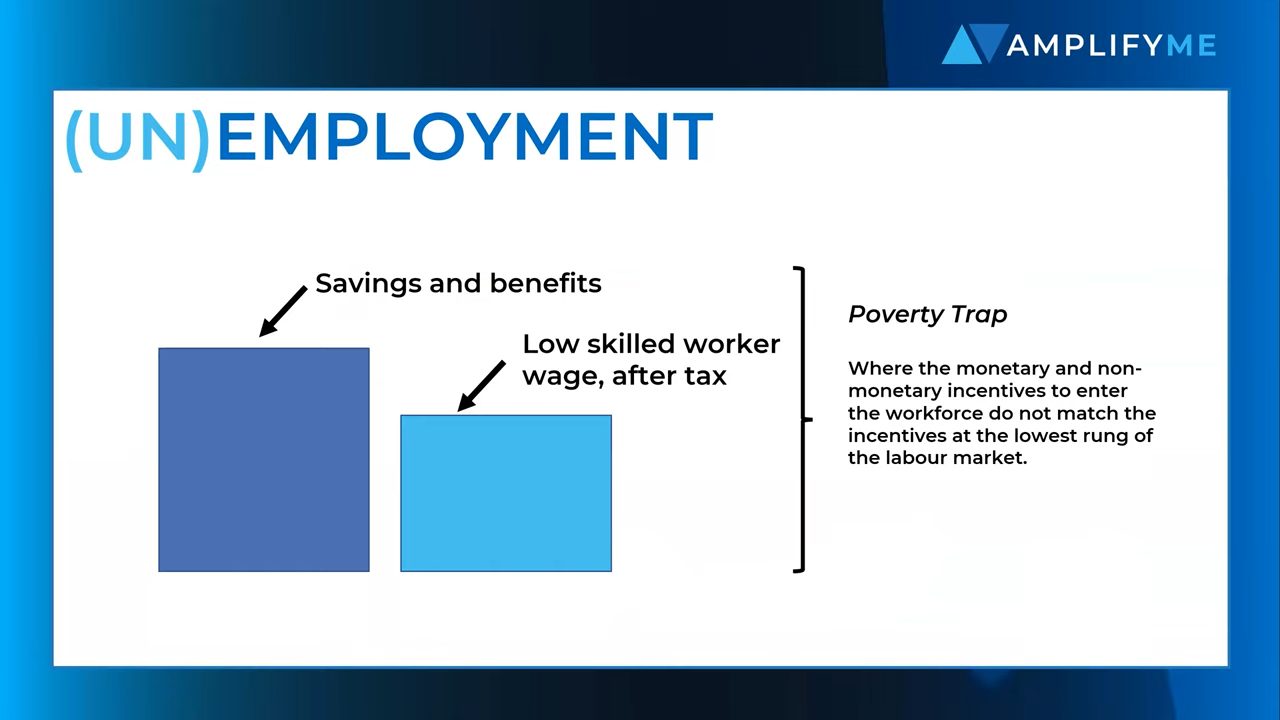 AMPLIFYME
(UN)EMPLOYMENT
Savings and benefits
Low skilled worker
wage, after tax
Poverty Trap
Where the monetary and non-
monetary incentives to enter
the workforce do not match the
incentives at the lowest rung of
the labour market.